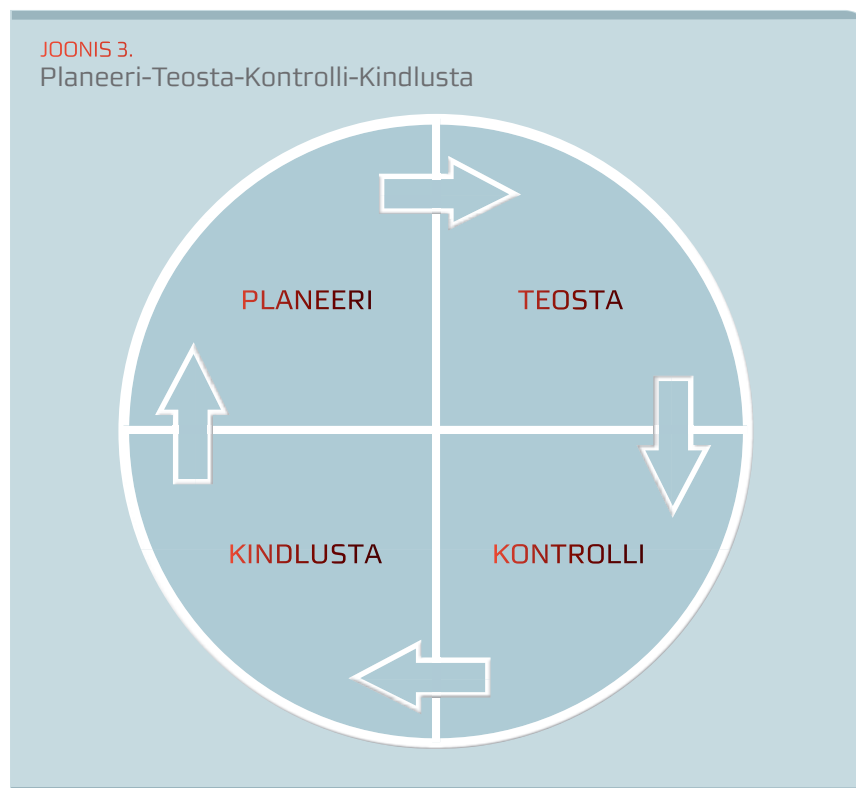 JOONIS 3.
Planeeri-Teosta-Kontrolli-Kindlusta
PLANEERI
TEOSTA
KINDLUSTA
KONTROLLI